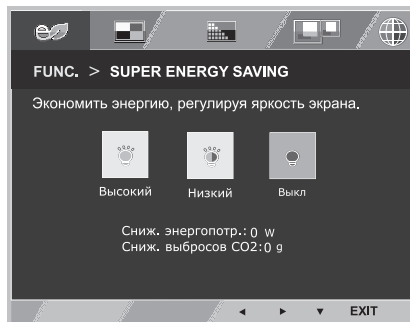 FUNC. > SUPER ENERGY SAVING
Экономить энергию, регулируя яркость экрана.
Высокий Низкий Выкл
Сниж. энергопотр.: 0 W
Сниж. выбросов CO2:0 g
EXIT